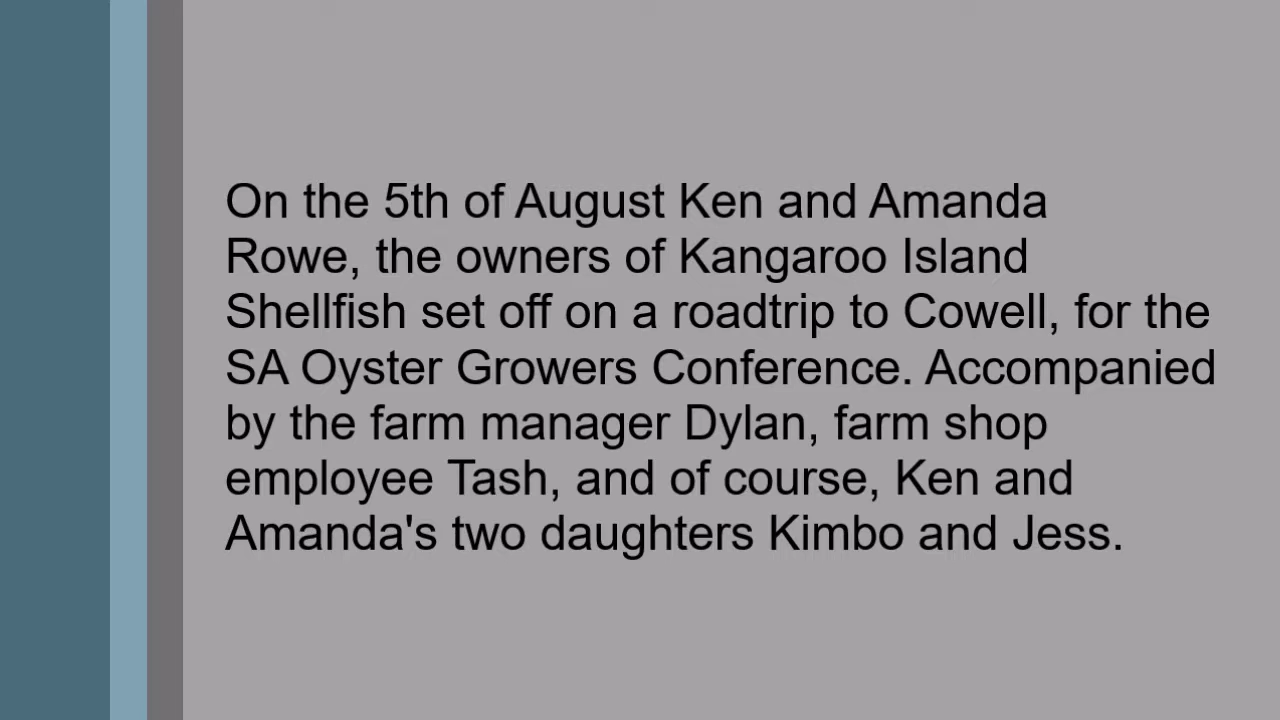 On the 5th of August Ken and Amanda
Rowe, the owners of Kangaroo Island
Shellfish set off on a roadtrip to Cowell, for the
SA Oyster Growers Conference. Accompanied
by the farm manager Dylan, farm shop
employee Tash, and of course, Ken and
Amanda's two daughters Kimbo and Jess.